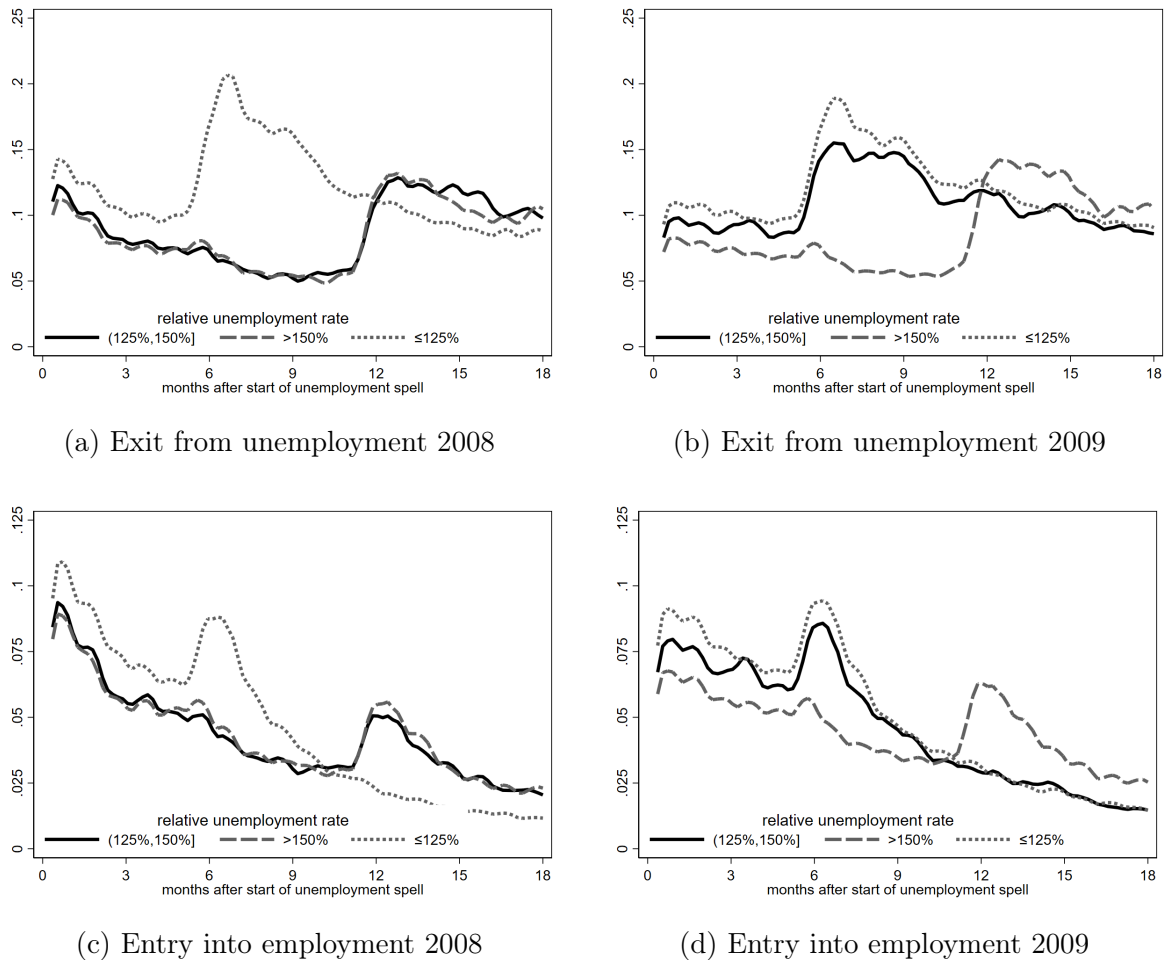 .25
.2
.15
.1
.05
0
relative unemployment rate
(125%,150%] >150% ≤125%
0 3 6 9 12 15 18
months after start of unemployment spell
(a) Exit from unemployment 2008
.25
.2
.15
.1
.05
0
relative unemployment rate
(125%,150%] >150% ≤125%
0 3 6 9 12 15 18
months after start of unemployment spell
(b) Exit from unemployment 2009
.125
.1
.075
.05
.025
0
relative unemployment rate
(125%,150%] >150% ≤125%
0 3 6 9 12 15 18
months after start of unemployment spell
(c) Entry into employment 2008
.125
.1
.075
.05
.025
0
relative unemployment rate
(125%,150%] >150% ≤125%
0 3 6 9 12 15 18
months after start of unemployment spell
(d) Entry into employment 2009